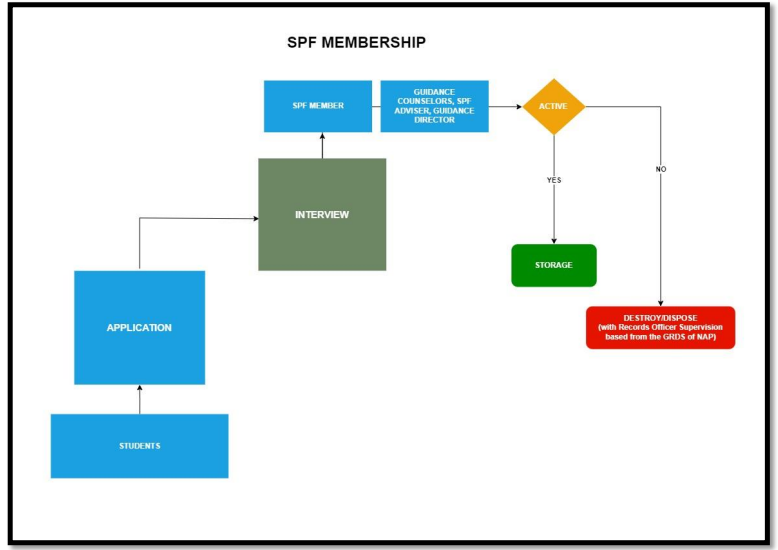 SPF MEMBERSHIP
SPF MEMBER
GUIDANCE
COUNSELORS, SPF
ADVISER, GUIDANCE
DIRECTOR
ACTIVE
INTERVIEW
YES
NO
STORAGE
DESTROY/DISPOSE
(with Records Officer Supervision
based from the GRDS of NAP)
APPLICATION
STUDENTS